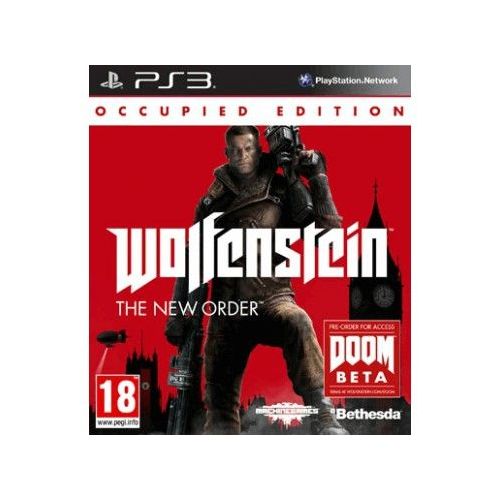 PS3
PlayStation.Network
OCCUPIED EDITION
Wolfenstein
THE NEW ORDER™
PRE-ORDER FOR ACCESS
DOOM
BETA
18
www.pegi.info
MACHINEGAMES
Bethesda